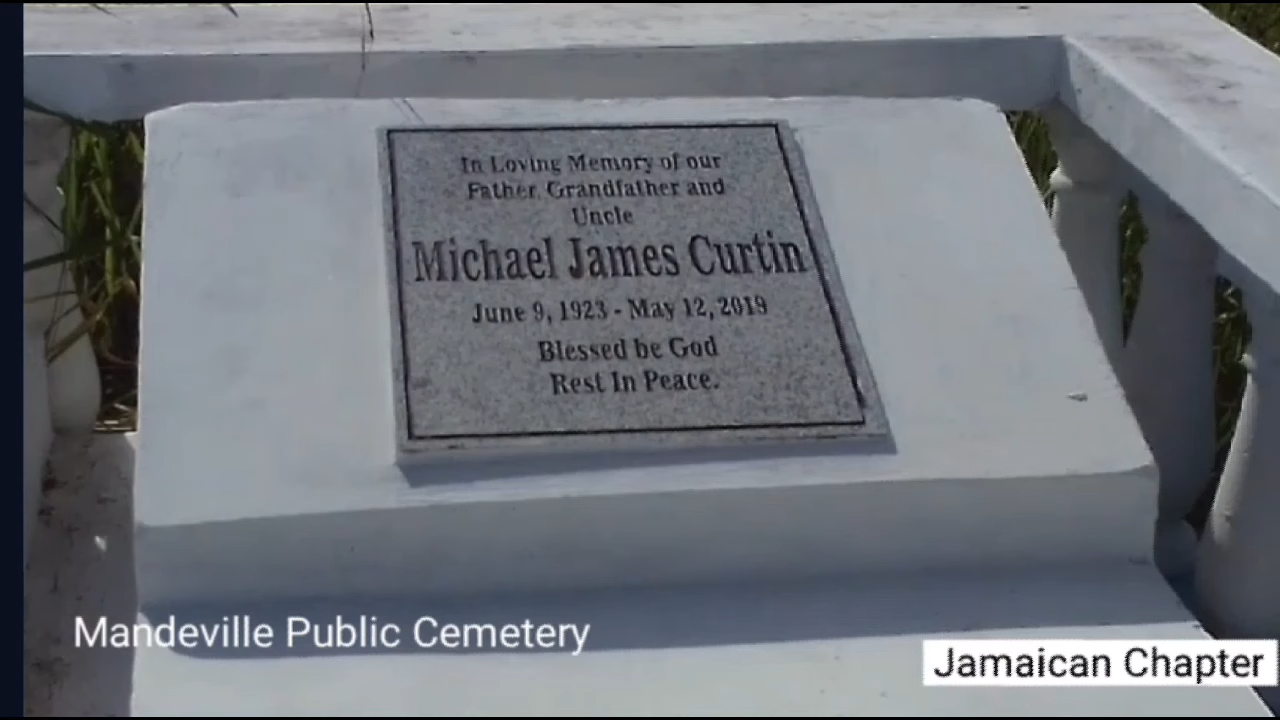 In Loving Memory of our
Father, Grandfather and
Uncle
Michael James Curtin
June 9, 1923 - May 12, 2019
Blessed be God
Rest In Peace.
Mandeville Public Cemetery
Jamaican Chapter